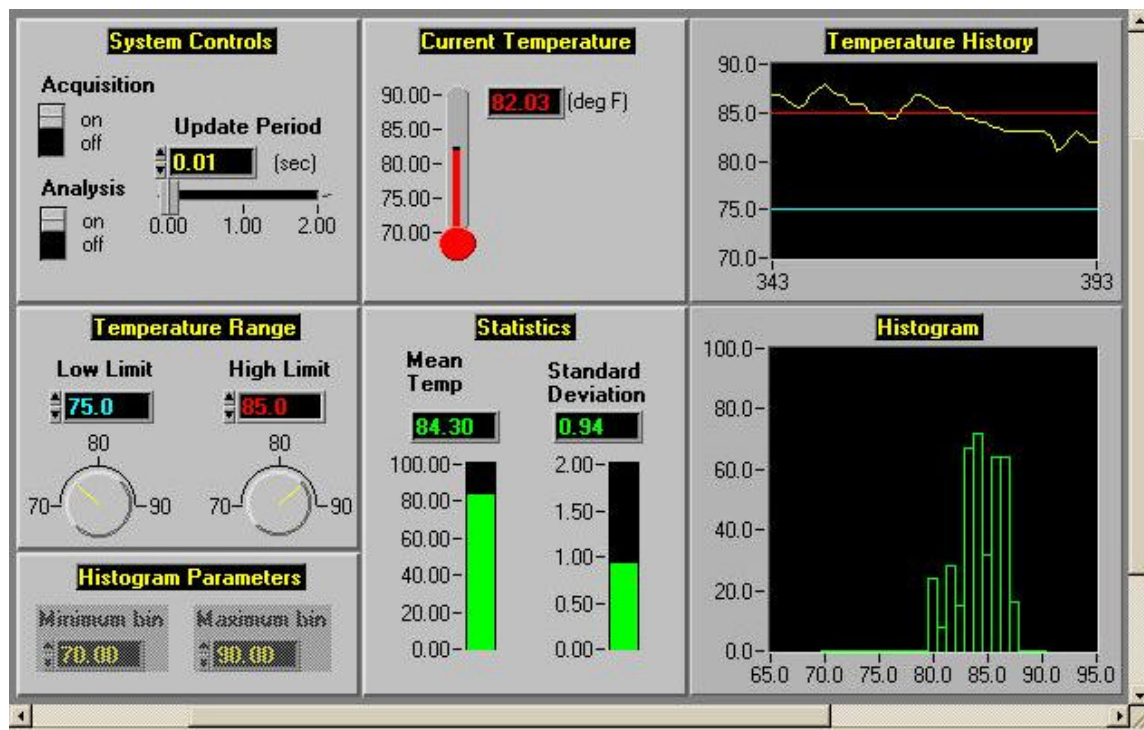 System Controls
Acquisition
on
off
Update Period
0.01 (sec)
Analysis
on
off
0.00 1.00 2.00
Current Temperature
90.00
85.00
80.00
75.00
70.00
82.03 (deg F)
Temperature History
90.0
85.0
80.0
75.0
70.0
343 393
Temperature Range
Low Limit High Limit
75.0 85.0
80 80
70 90 70 90
Histogram Parameters
Minimum bin Maximum bin
70.00 90.00
Statistics
Mean
Temp
Standard
Deviation
84.30 0.94
100.00 2.00
80.00 1.50
60.00 1.00
40.00 0.50
20.00 0.00
0.00
Histogram
100.0
80.0
60.0
40.0
20.0
0.0
65.0 70.0 75.0 80.0 85.0 90.0 95.0